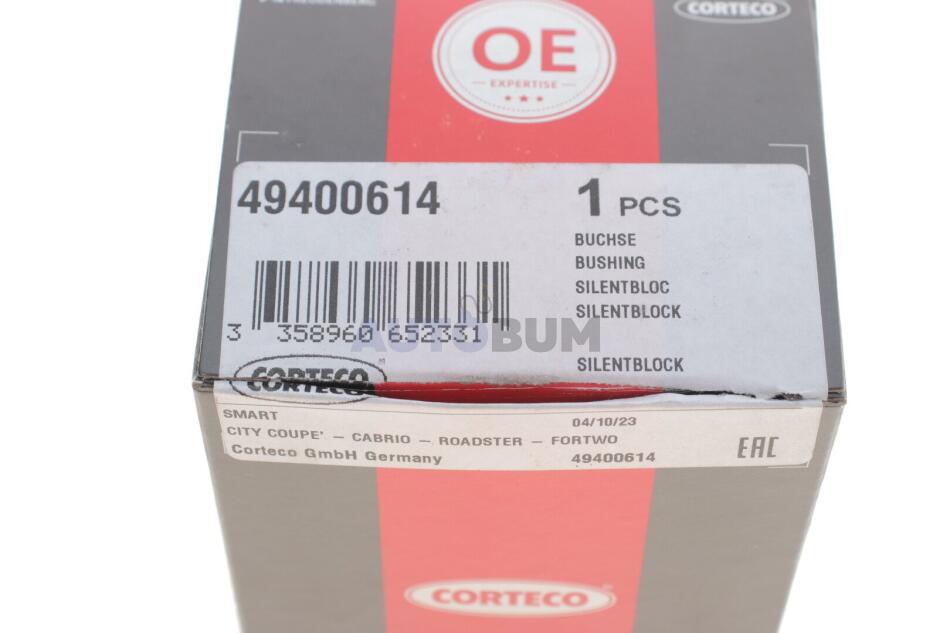 CORTECO
OE
EXPERTISE
49400614
1 PCS
BUCHSE
BUSHING
SILENTBLOC
SILENTBLOCK
3 358960 652331
AUTOBUM
SILENTBLOCK
CORTECO
SMART
04/10/23
CITY COUPE' - CABRIO - ROADSTER - FORTWO
Corteco GmbH Germany
49400614
EAC
CORTECO